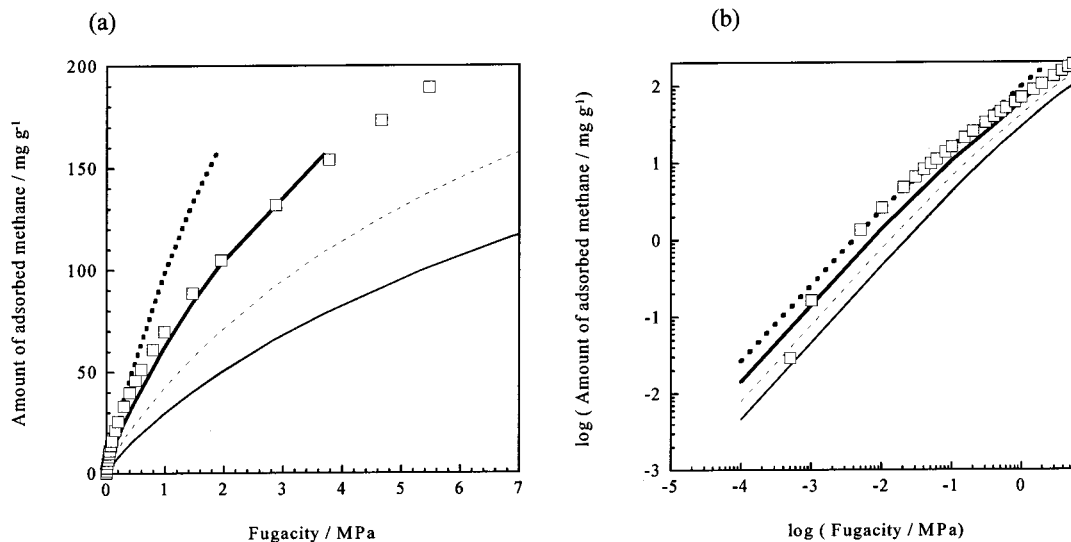 (a)
(b)
Amount of adsorbed methane / mg g⁻¹
200
150
100
50
0
0 1 2 3 4 5 6 7
Fugacity / MPa
log ( Amount of adsorbed methane / mg g⁻¹)
2
1
0
-1
-2
-3
-5 -4 -3 -2 -1 0
log ( Fugacity / MPa)